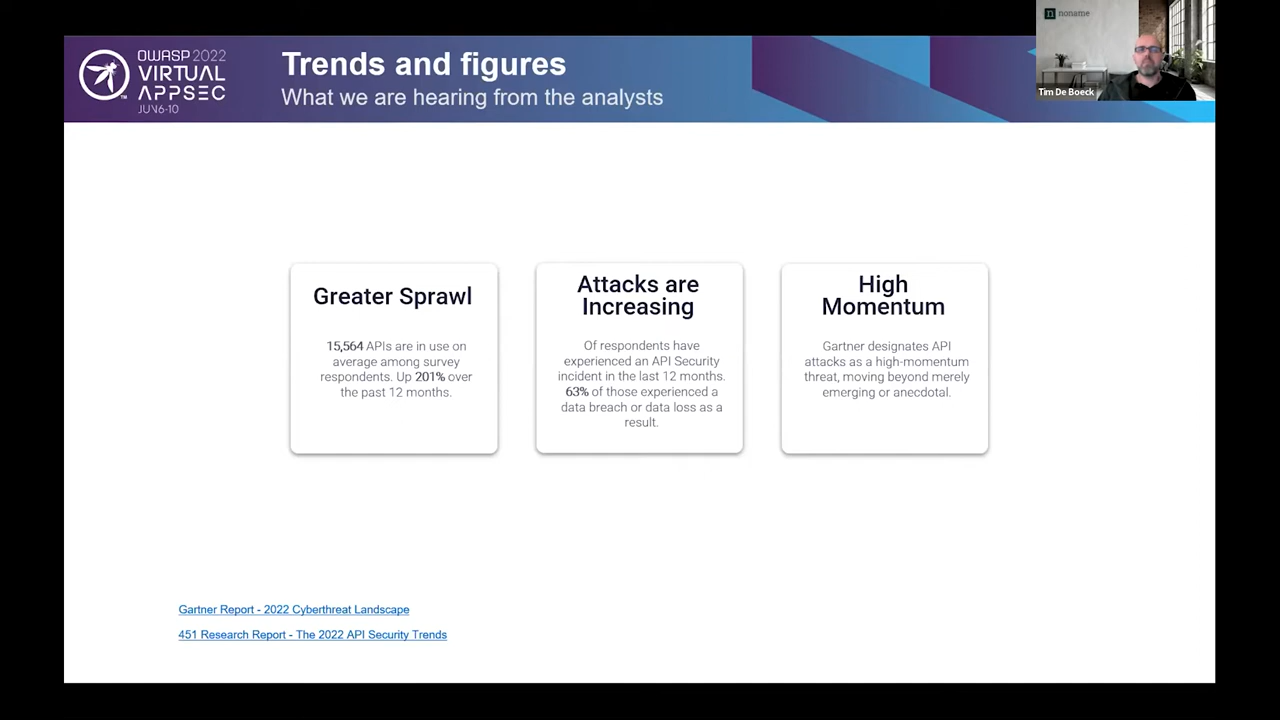 noname
OWASP 2022
VIRTUAL
APPSEC
JUN 6-10
Trends and figures
What we are hearing from the analysts
Tim De Boeck
Greater Sprawl
15,564 APIs are in use on
average among survey
respondents. Up 201% over
the past 12 months.
Attacks are
Increasing
Of respondents have
experienced an API Security
incident in the last 12 months.
63% of those experienced a
data breach or data loss as a
result.
High
Momentum
Gartner designates API
attacks as a high-momentum
threat, moving beyond merely
emerging or anecdotal.
Gartner Report - 2022 Cyberthreat Landscape
451 Research Report - The 2022 API Security Trends